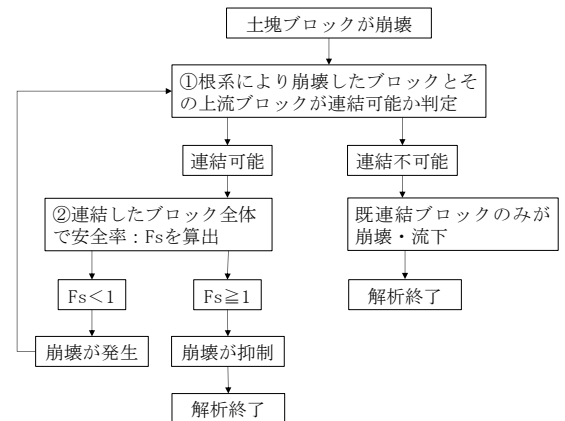 土塊ブロックが崩壊
①根系により崩壊したブロックとそ
の上流ブロックが連結可能か判定
連結可能
連結不可能
②連結したブロック全体
で安全率：Fsを算出
既連結ブロックのみが
崩壊・流下
Fs＜1
Fs≧1
解析終了
崩壊が発生
崩壊が抑制
解析終了